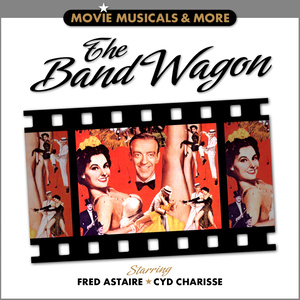 MOVIE MUSICALS & MORE
The
Band Wagon
Starring
FRED ASTAIRE ★ CYD CHARISSE